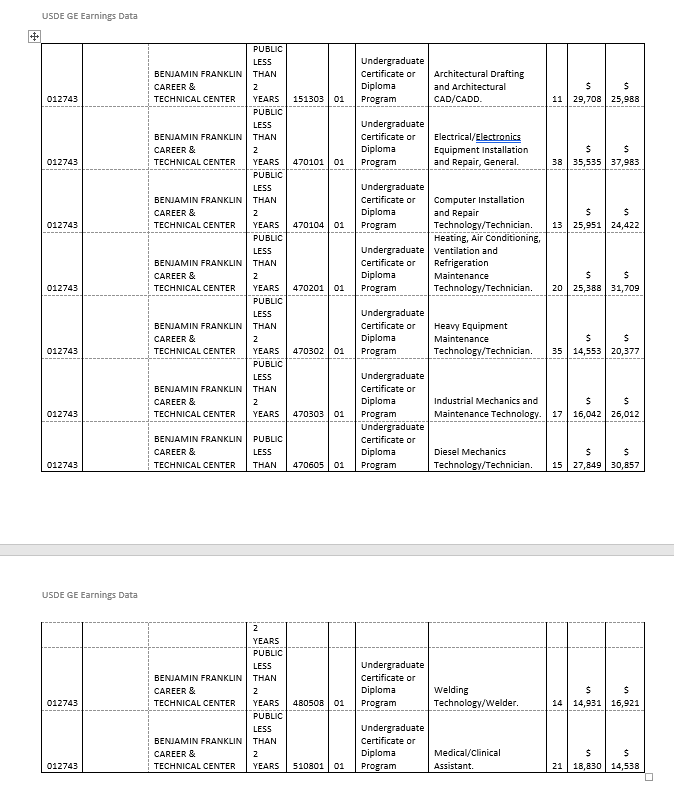 USDE GE Earnings Data
012743 BENJAMIN FRANKLIN CAREER & TECHNICAL CENTER PUBLIC LESS THAN 2 YEARS 151303 01 Undergraduate Certificate or Diploma Program Architectural Drafting and Architectural CAD/CADD. 11 $ 29,708 $ 25,988
012743 BENJAMIN FRANKLIN CAREER & TECHNICAL CENTER PUBLIC LESS THAN 2 YEARS 470101 01 Undergraduate Certificate or Diploma Program Electrical/Electronics Equipment Installation and Repair, General. 38 $ 35,535 $ 37,983
012743 BENJAMIN FRANKLIN CAREER & TECHNICAL CENTER PUBLIC LESS THAN 2 YEARS 470104 01 Undergraduate Certificate or Diploma Program Computer Installation and Repair Technology/Technician. 13 $ 25,951 $ 24,422
012743 BENJAMIN FRANKLIN CAREER & TECHNICAL CENTER PUBLIC LESS THAN 2 YEARS 470201 01 Undergraduate Certificate or Diploma Program Heating, Air Conditioning, Ventilation and Refrigeration Maintenance Technology/Technician. 20 $ 25,388 $ 31,709
012743 BENJAMIN FRANKLIN CAREER & TECHNICAL CENTER PUBLIC LESS THAN 2 YEARS 470302 01 Undergraduate Certificate or Diploma Program Heavy Equipment Maintenance Technology/Technician. 35 $ 14,553 $ 20,377
012743 BENJAMIN FRANKLIN CAREER & TECHNICAL CENTER PUBLIC LESS THAN 2 YEARS 470303 01 Undergraduate Certificate or Diploma Program Industrial Mechanics and Maintenance Technology. 17 $ 16,042 $ 26,012
012743 BENJAMIN FRANKLIN CAREER & TECHNICAL CENTER PUBLIC LESS THAN 470605 01 Undergraduate Certificate or Diploma Program Diesel Mechanics Technology/Technician. 15 $ 27,849 $ 30,857
USDE GE Earnings Data
2 YEARS
012743 BENJAMIN FRANKLIN CAREER & TECHNICAL CENTER PUBLIC LESS THAN 2 YEARS 480508 01 Undergraduate Certificate or Diploma Program Welding Technology/Welder. 14 $ 14,931 $ 16,921
012743 BENJAMIN FRANKLIN CAREER & TECHNICAL CENTER PUBLIC LESS THAN 2 YEARS 510801 01 Undergraduate Certificate or Diploma Program Medical/Clinical Assistant. 21 $ 18,830 $ 14,538